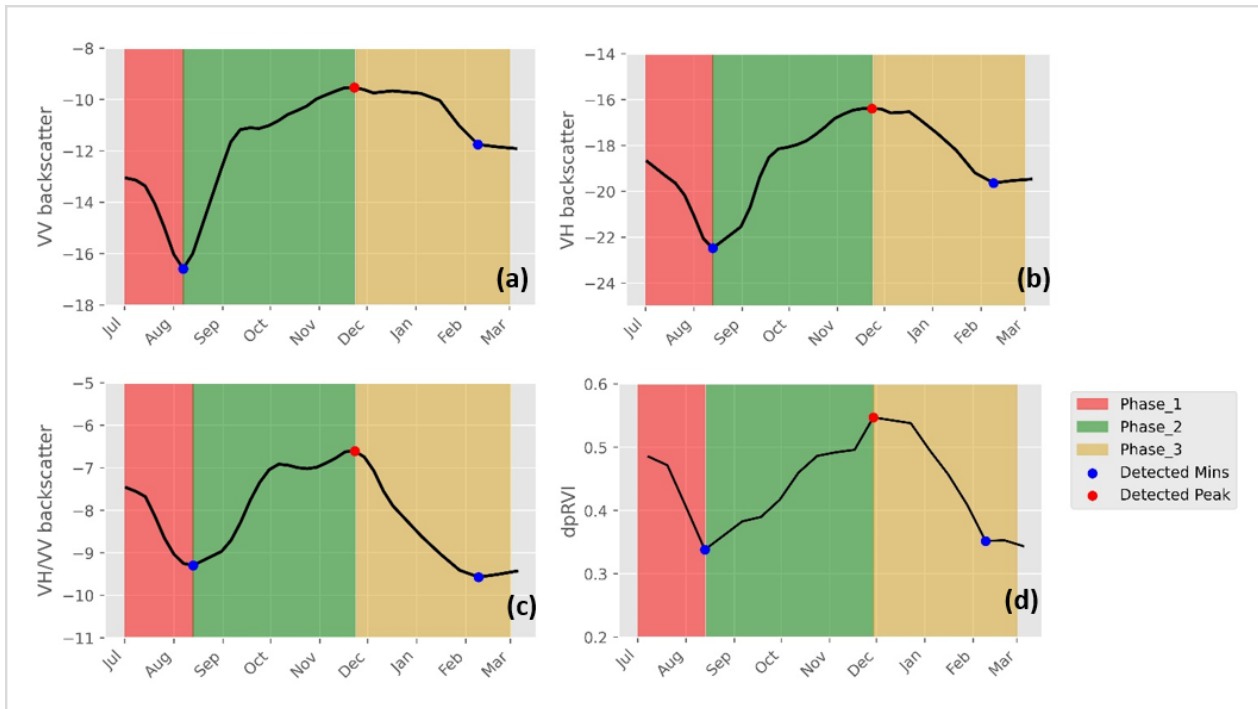 −8
−10
−12
−14
−16
−18
VV backscatter
Jul Aug Sep Oct Nov Dec Jan Feb Mar
(a)
−14
−16
−18
−20
−22
−24
VH backscatter
Jul Aug Sep Oct Nov Dec Jan Feb Mar
(b)
−5
−6
−7
−8
−9
−10
−11
VH/VV backscatter
Jul Aug Sep Oct Nov Dec Jan Feb Mar
(c)
0.6
0.5
0.4
0.3
0.2
dpRVI
Jul Aug Sep Oct Nov Dec Jan Feb Mar
(d)
Phase_1
Phase_2
Phase_3
Detected Mins
Detected Peak